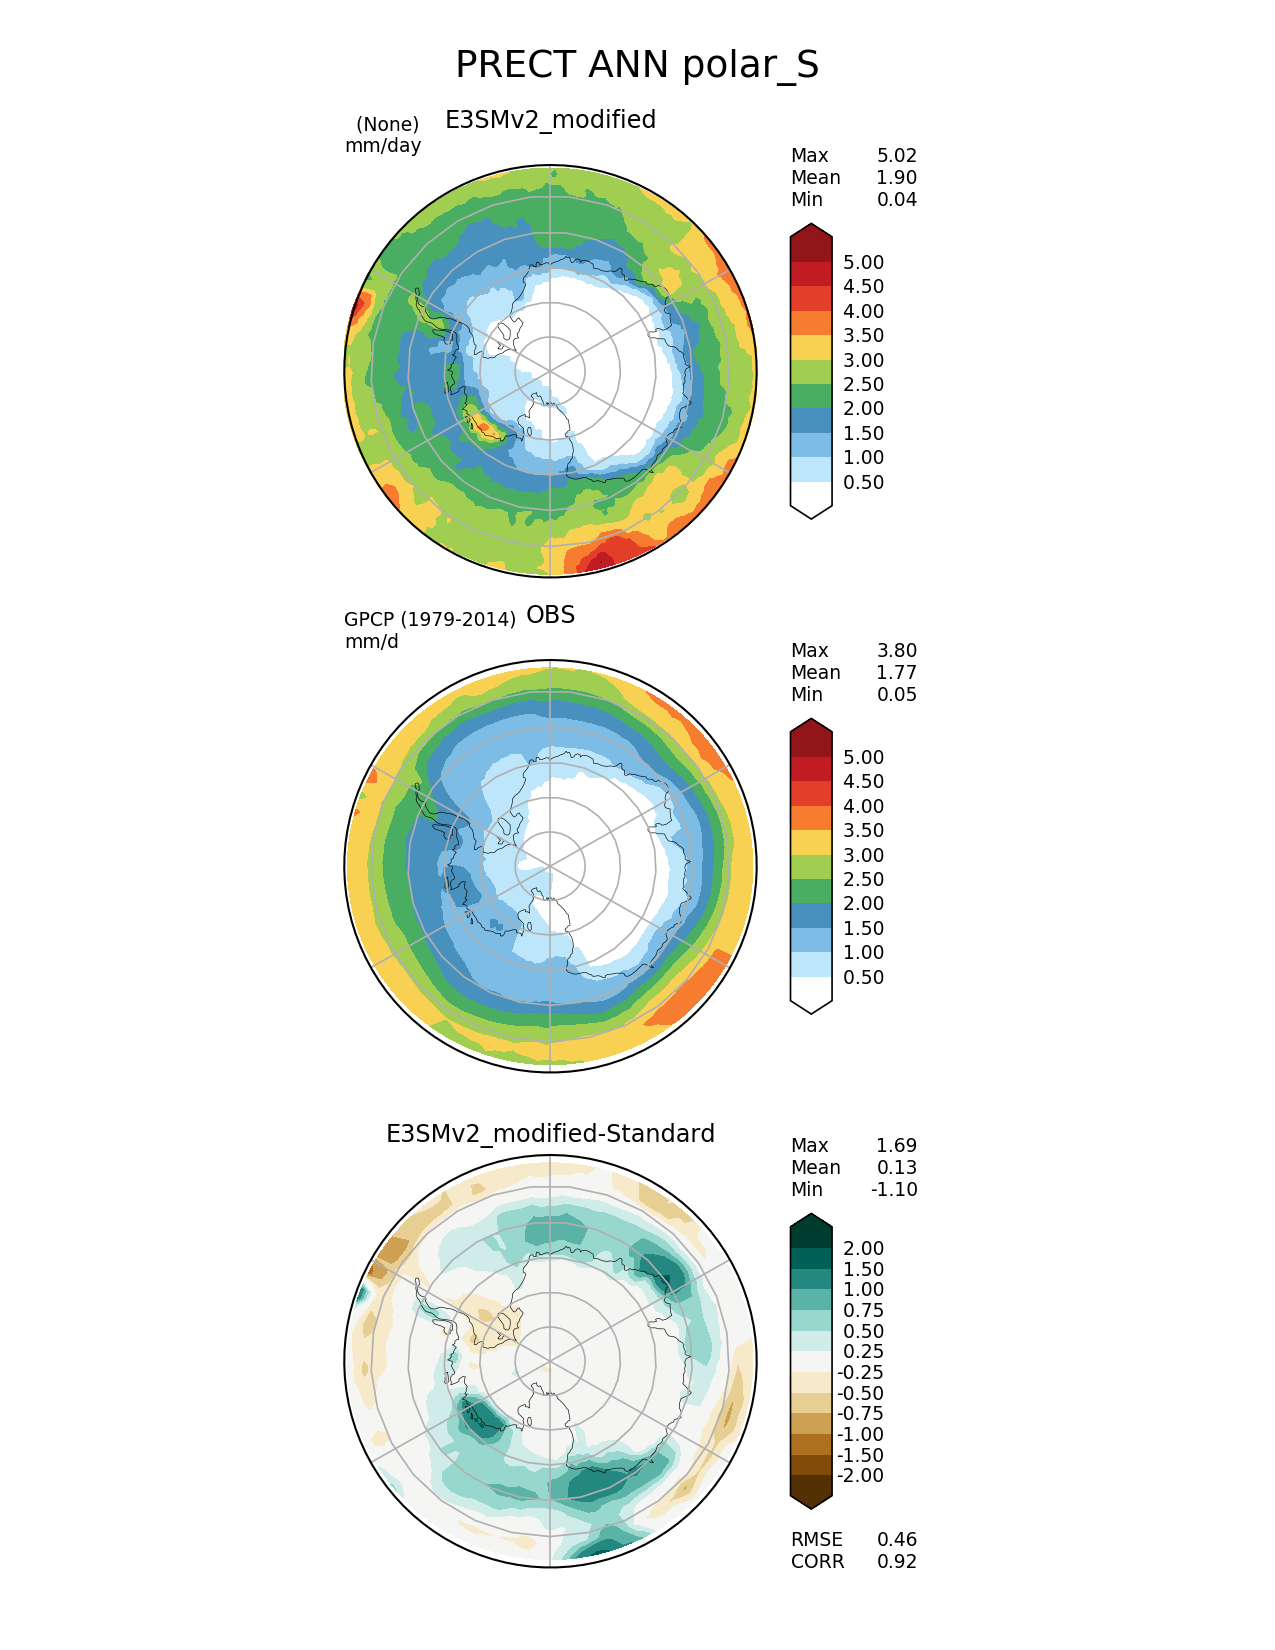 PRECT ANN polar_S
(None)
E3SMv2_modified
mm/day
Max 5.02
Mean 1.90
Min 0.04
5.00
4.50
4.00
3.50
3.00
2.50
2.00
1.50
1.00
0.50
GPCP (1979-2014)
OBS
mm/d
Max 3.80
Mean 1.77
Min 0.05
5.00
4.50
4.00
3.50
3.00
2.50
2.00
1.50
1.00
0.50
E3SMv2_modified-Standard
Max 1.69
Mean 0.13
Min -1.10
2.00
1.50
1.00
0.75
0.50
0.25
-0.25
-0.50
-0.75
-1.00
-1.50
-2.00
RMSE 0.46
CORR 0.92